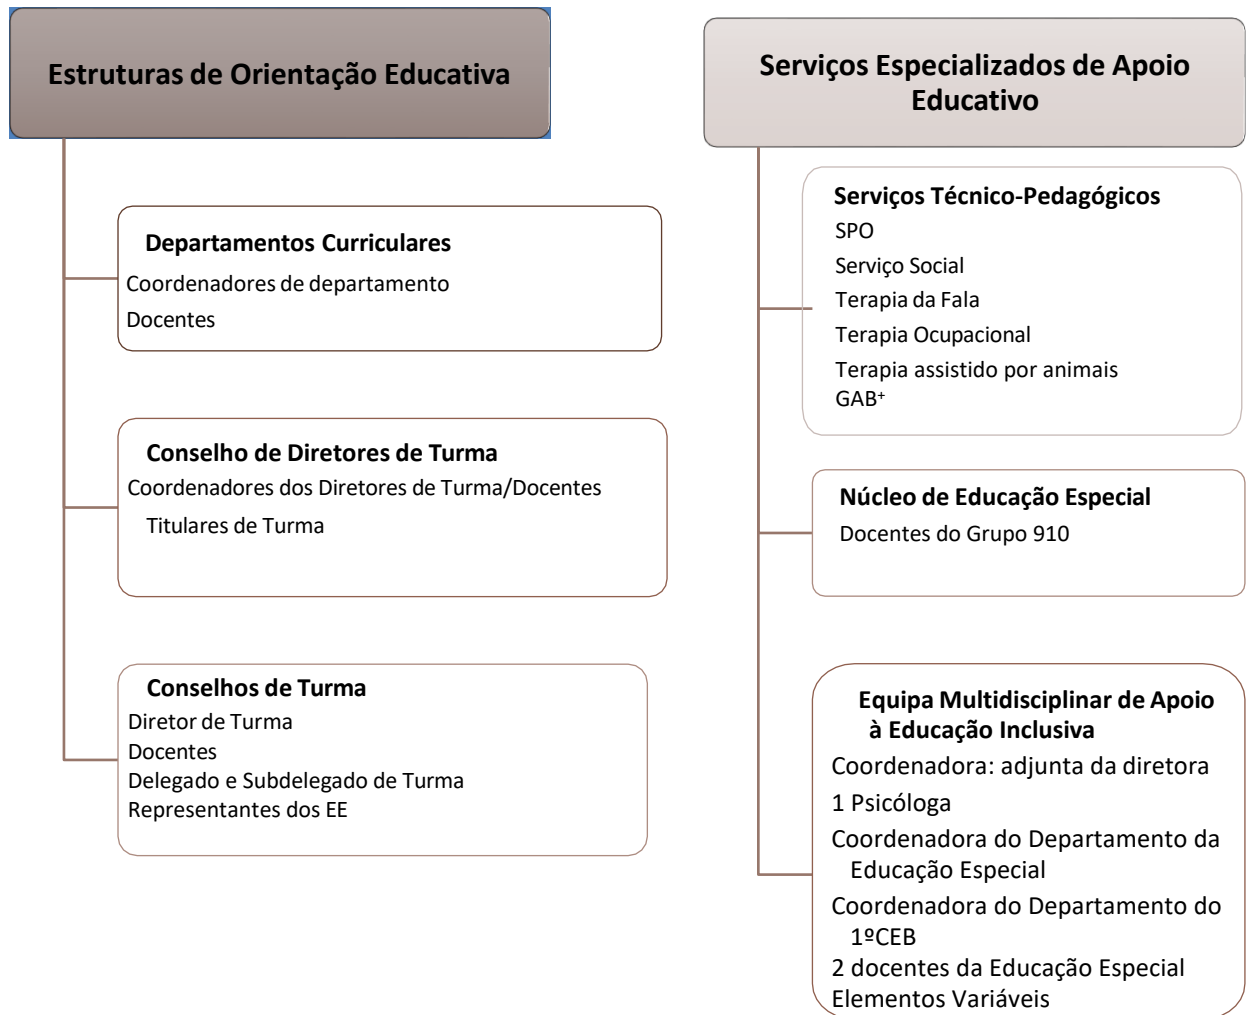 Estruturas de Orientação Educativa
Departamentos Curriculares
Coordenadores de departamento
Docentes
Conselho de Diretores de Turma
Coordenadores dos Diretores de Turma/Docentes
Titulares de Turma
Conselhos de Turma
Diretor de Turma
Docentes
Delegado e Subdelegado de Turma
Representantes dos EE
Serviços Especializados de Apoio
Educativo
Serviços Técnico-Pedagógicos
SPO
Serviço Social
Terapia da Fala
Terapia Ocupacional
Terapia assistido por animais
GAB⁺
Núcleo de Educação Especial
Docentes do Grupo 910
Equipa Multidisciplinar de Apoio
à Educação Inclusiva
Coordenadora: adjunta da diretora
1 Psicóloga
Coordenadora do Departamento da
Educação Especial
Coordenadora do Departamento do
1ºCEB
2 docentes da Educação Especial
Elementos Variáveis